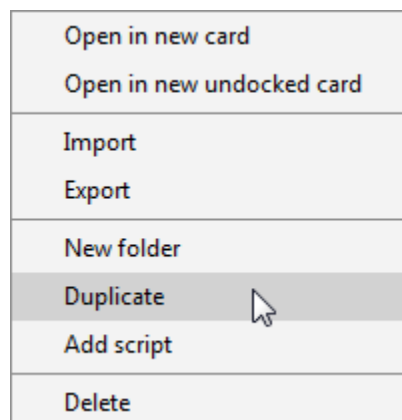 Open in new card
Open in new undocked card
Import
Export
New folder
Duplicate
Add script
Delete